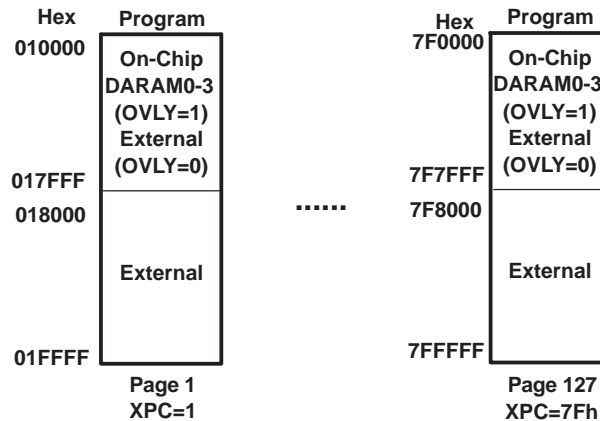 Hex Program
010000
On-Chip
DARAM0-3
(OVLY=1)
External
(OVLY=0)
017FFF
018000
External
01FFFF
Page 1
XPC=1
......
Hex Program
7F0000
On-Chip
DARAM0-3
(OVLY=1)
External
(OVLY=0)
7F7FFF
7F8000
External
7FFFFF
Page 127
XPC=7Fh